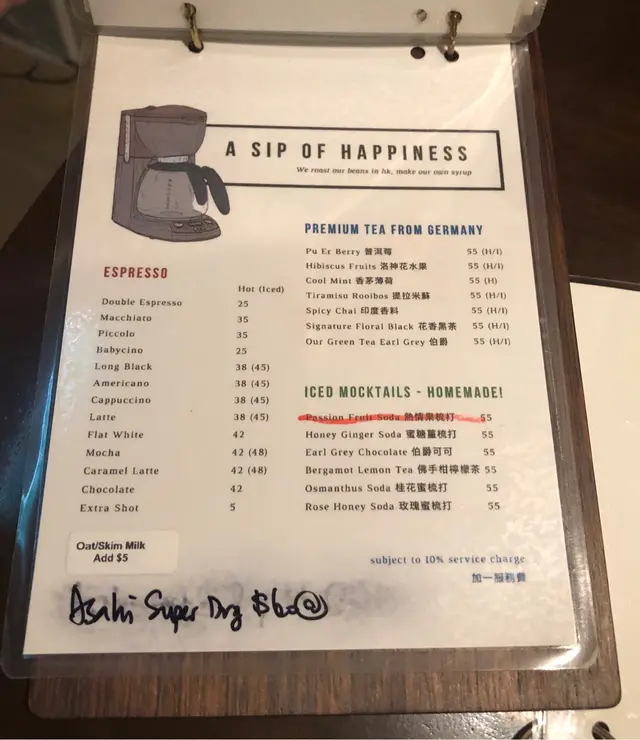 A SIP OF HAPPINESS
We roast our beans in hk, make our own syrup
ESPRESSO
Hot (Iced)
Double Espresso 25
Macchiato 35
Piccolo 35
Babycino 25
Long Black 38 (45)
Americano 38 (45)
Cappuccino 38 (45)
Latte 38 (45)
Flat White 42
Mocha 42 (48)
Caramel Latte 42 (48)
Chocolate 42
Extra Shot 5
Oat/Skim Milk
Add $5
PREMIUM TEA FROM GERMANY
Pu Er Berry 普洱莓 55 (H/I)
Hibiscus Fruits 洛神花水果 55 (H/I)
Cool Mint 香茅薄荷 55 (H)
Tiramisu Rooibos 提拉米蘇 55 (H/I)
Spicy Chai 印度香料 55 (H/I)
Signature Floral Black 花香黑茶 55 (H/I)
Our Green Tea Earl Grey 伯爵 55 (H/I)
ICED MOCKTAILS - HOMEMADE!
Passion Fruit Soda 熱情果梳打 55
Honey Ginger Soda 蜜糖薑梳打 55
Earl Grey Chocolate 伯爵可可 55
Bergamot Lemon Tea 佛手柑檸檬茶 55
Osmanthus Soda 桂花蜜梳打 55
Rose Honey Soda 玫瑰蜜梳打 55
subject to 10% service charge
加一服務費
Asahi Super Dry $60@